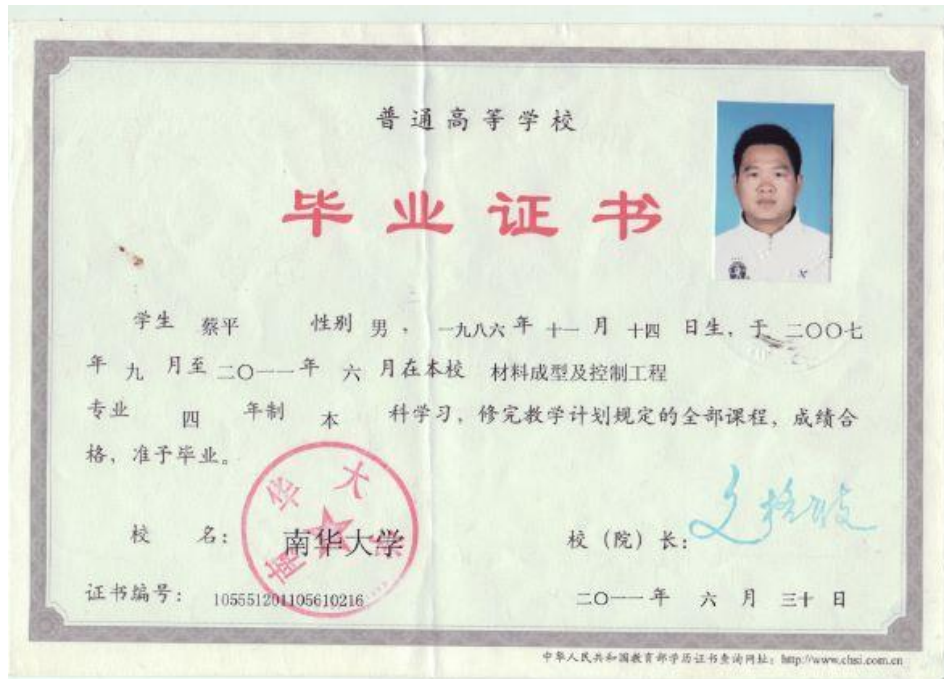 普通高等学校
毕业证书
学生 蔡平 性别 男 ， 一九八六 年 十一 月 十四 日生，于 二〇〇七
年 九 月至 二〇一一 年 六 月在本校 材料成型及控制工程
专业 四 年制 本 科学习，修完教学计划规定的全部课程，成绩合
格，准予毕业。
南华大学
校 名： 南华大学 校（院）长：
证书编号： 105551201105610216 二〇一一 年 六 月 三十 日
中华人民共和国教育部学历证书查询网址：http://www.chsi.com.cn